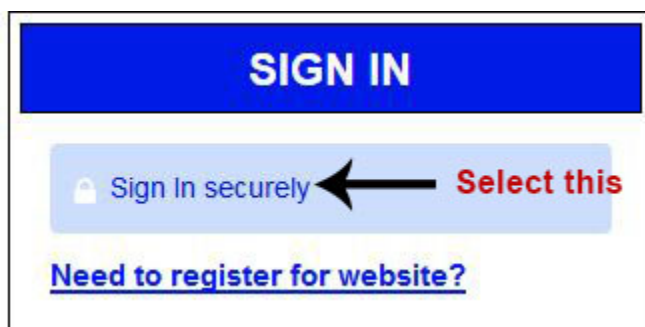 SIGN IN
Sign In securely Select this
Need to register for website?